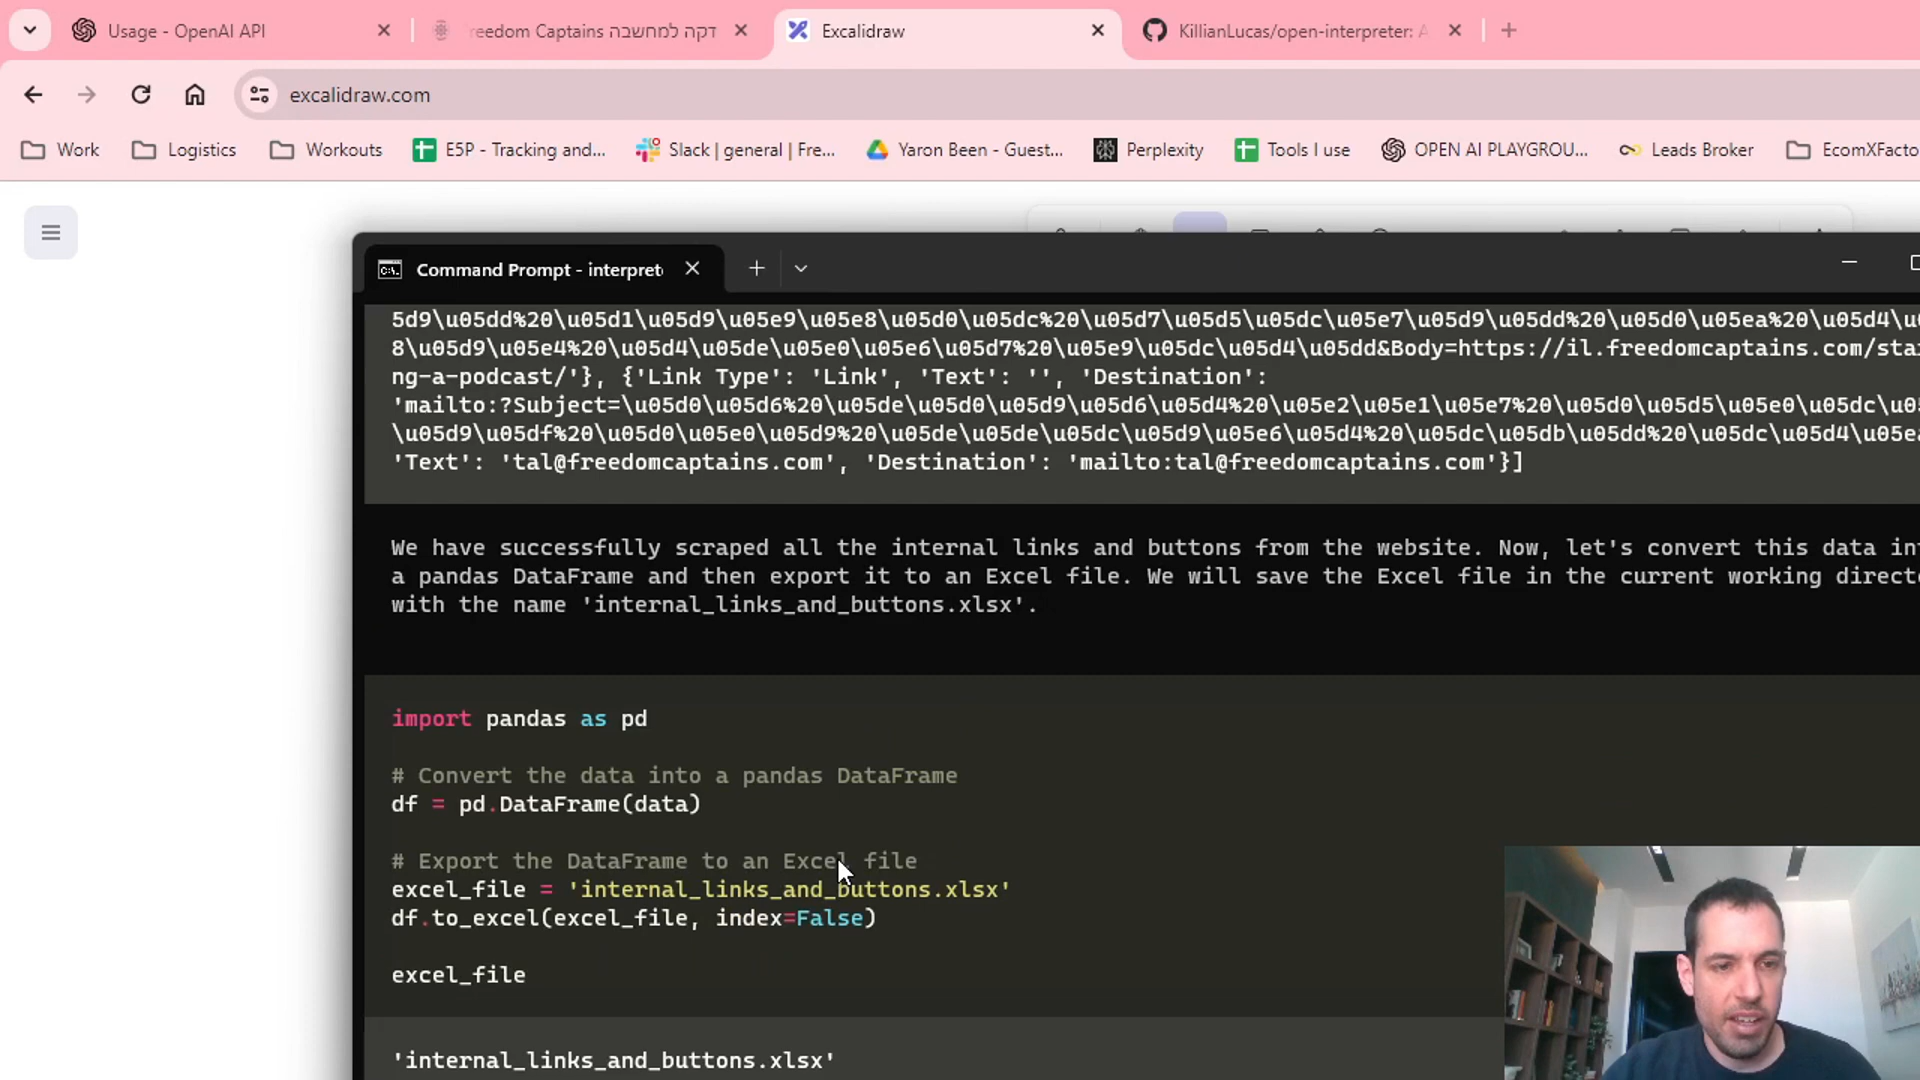 Usage - OpenAI API
דקה למחשבה Freedom Captains
Excalidraw
KillianLucas/open-interpreter: A
excalidraw.com
Work
Logistics
Workouts
E5P - Tracking and...
Slack | general | Fre...
Yaron Been - Guest...
Perplexity
Tools I use
OPEN AI PLAYGROU...
Leads Broker
EcomXFacto
Command Prompt - interpret
5d9\u05dd%20\u05d1\u05d9\u05e9\u05e8\u05d0\u05dc%20\u05d7\u05d5\u05dc\u05e7\u05d9\u05dd%20\u05d0\u05ea%20\u05d4\u
8\u05d9\u05e4%20\u05d4\u05de\u05e0\u05e6\u05d7%20\u05e9\u05dc\u05d4\u05dd&Body=https://il.freedomcaptains.com/sta
ng-a-podcast/'}, {'Link Type': 'Link', 'Text': '', 'Destination':
'mailto:?Subject=\u05d0\u05d6%20\u05de\u05d0\u05d9\u05d6\u05d4%20\u05e2\u05e1\u05e7%20\u05d0\u05d5\u05e0\u05dc\u
\u05d9\u05df%20\u05d0\u05e0\u05d9%20\u05de\u05de\u05dc\u05d9\u05e6\u05d4%20\u05dc\u05db\u05dd%20\u05dc\u05d4\u05
'Text': 'tal@freedomcaptains.com', 'Destination': 'mailto:tal@freedomcaptains.com'}]
We have successfully scraped all the internal links and buttons from the website. Now, let's convert this data in
a pandas DataFrame and then export it to an Excel file. We will save the Excel file in the current working direct
with the name 'internal_links_and_buttons.xlsx'.
import pandas as pd
# Convert the data into a pandas DataFrame
df = pd.DataFrame(data)
# Export the DataFrame to an Excel file
excel_file = 'internal_links_and_buttons.xlsx'
df.to_excel(excel_file, index=False)
excel_file
'internal_links_and_buttons.xlsx'